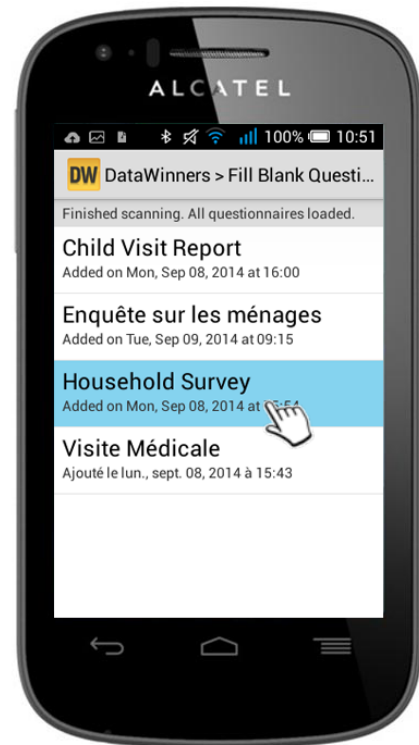 ALCATEL
100% 10:51
DW DataWinners > Fill Blank Questi...
Finished scanning. All questionnaires loaded.
Child Visit Report
Added on Mon, Sep 08, 2014 at 16:00
Enquête sur les ménages
Added on Tue, Sep 09, 2014 at 09:15
Household Survey
Added on Mon, Sep 08, 2014 at
Visite Médicale
Ajouté le lun., sept. 08, 2014 à 15:43